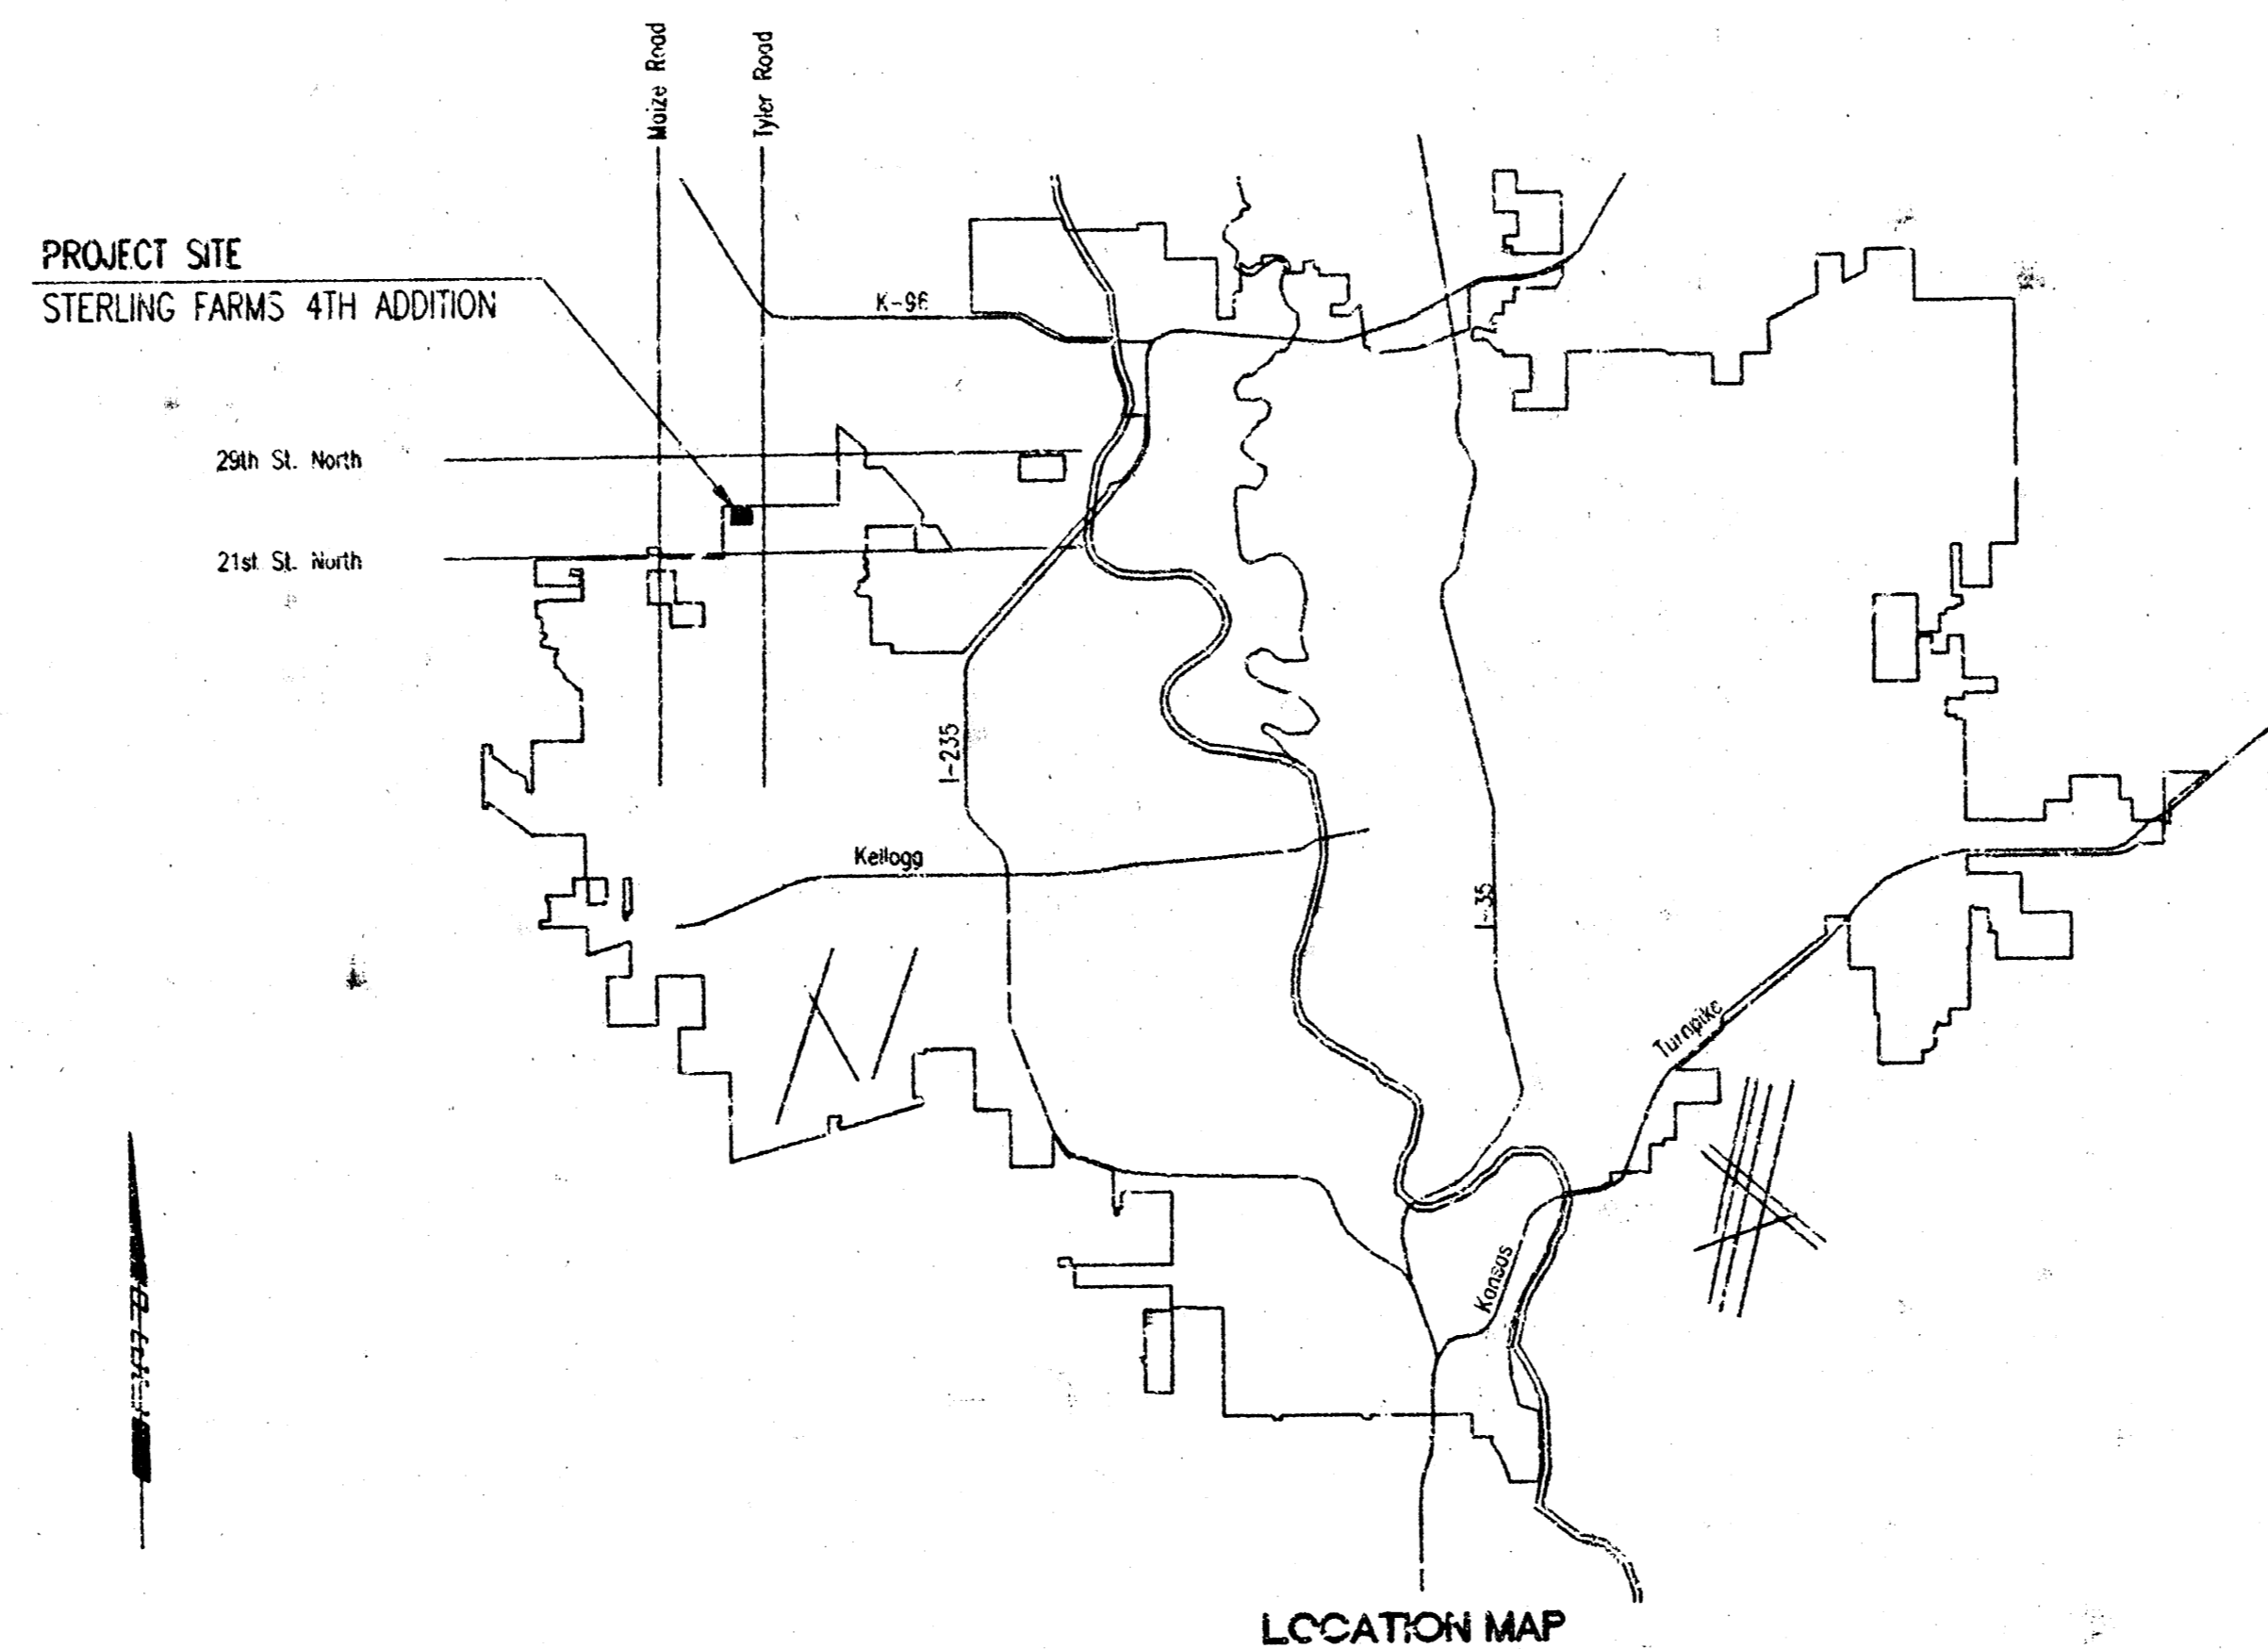 Maize Road
Tyler Road
PROJECT SITE
STERLING FARMS 4TH ADDITION
K-96
29th St. North
21st St. North
I-235
Kellogg
I-35
Turnpike
Kansas
LOCATION MAP